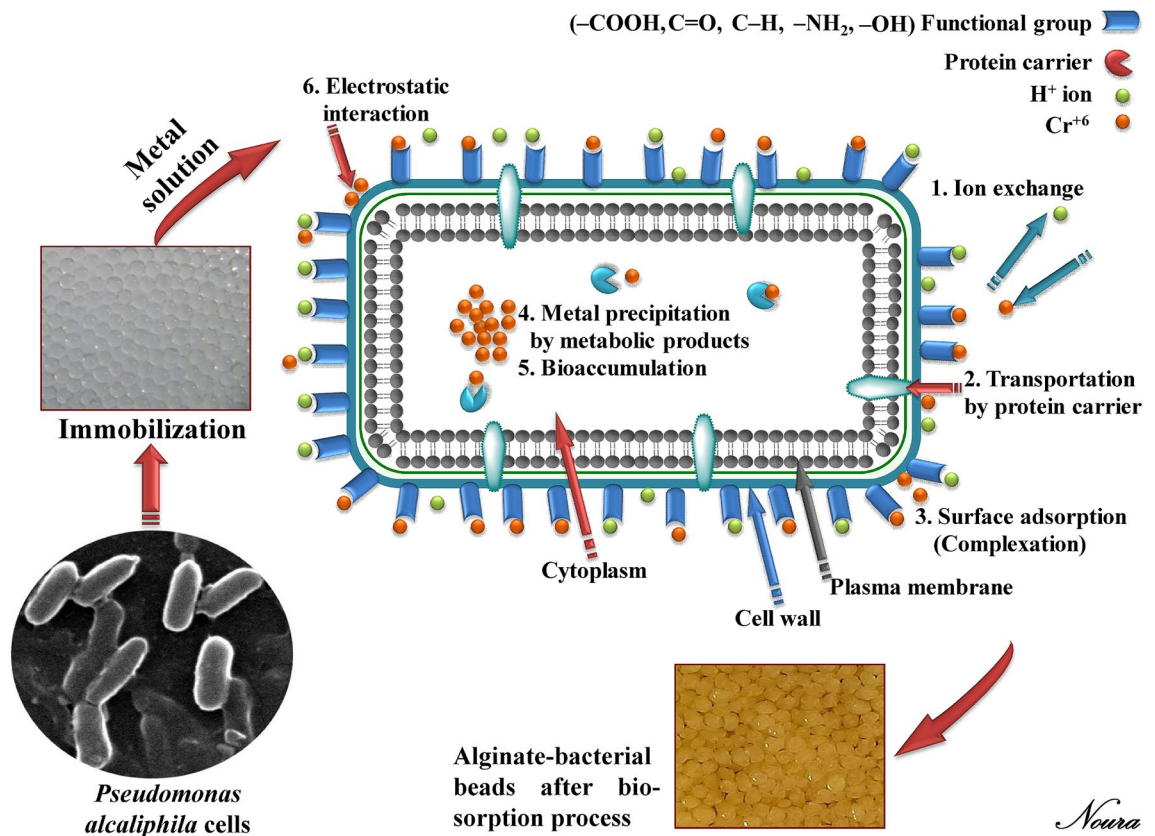 (–COOH, C=O, C–H, –NH₂, –OH) Functional group
Protein carrier
H⁺ ion
Cr⁺⁶
6. Electrostatic
interaction
Metal
solution
1. Ion exchange
4. Metal precipitation
by metabolic products
5. Bioaccumulation
2. Transportation
by protein carrier
Immobilization
3. Surface adsorption
(Complexation)
Cytoplasm
Plasma membrane
Cell wall
Alginate-bacterial
beads after bio-
sorption process
Pseudomonas
alcaliphila cells
Noura